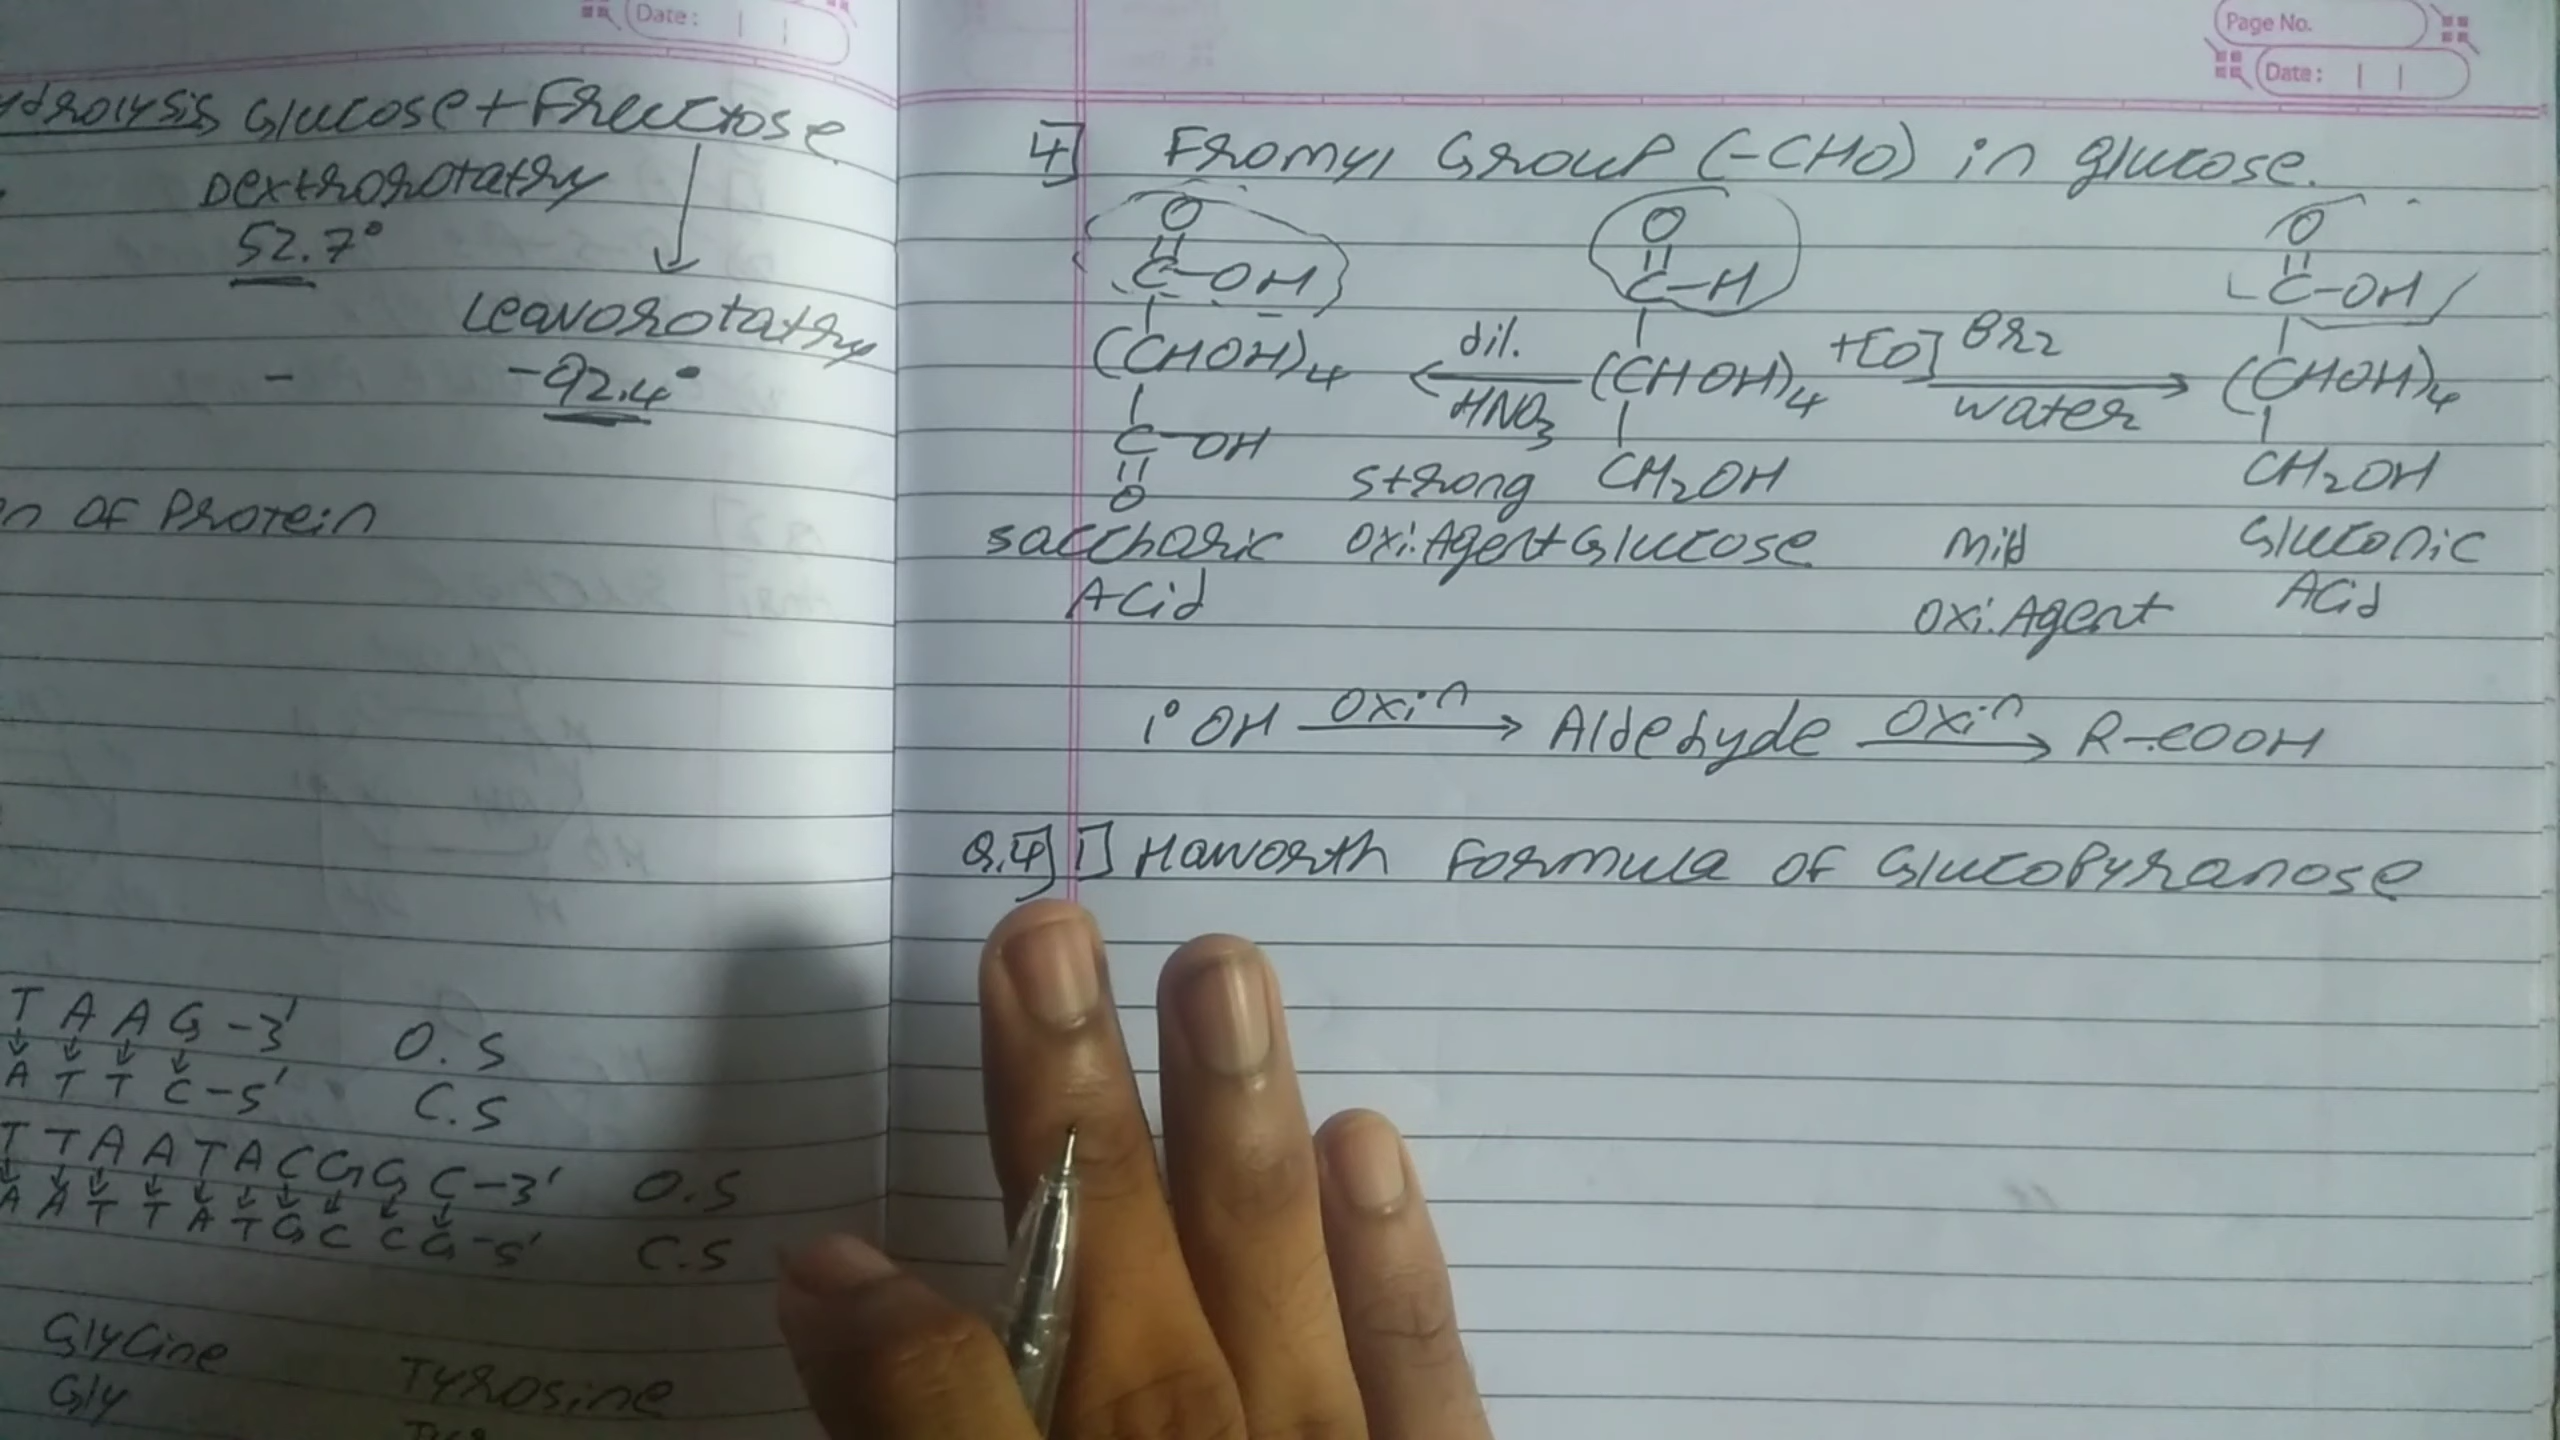 Date:
ydrolysis Glucose + Fructose
Dextrorotatry
52.7°
Leavorotatry
- -92.4°
n of Protein
T A A G - 3' O.S
A T T C - 5' C.S
T T A A T A C G G C - 3' O.S
A A T T A T G C C G - 5' C.S
Glycine Tyrosine
Gly
Page No.
Date:
4] Fromyl Group (-CHO) in glucose.
O O O
C-OH C-H C-OH
(CHOH)4 dil. HNO3 (CHOH)4 +[O] Br2 water (CHOH)4
C-OH strong CH2OH CH2OH
O
saccharic oxi.Agent Glucose mild Gluconic
Acid oxi.Agent Acid
1° OH oxi.n Aldehyde oxi.n R-COOH
Q.4] 1] Haworth Formula of Glucopyranose